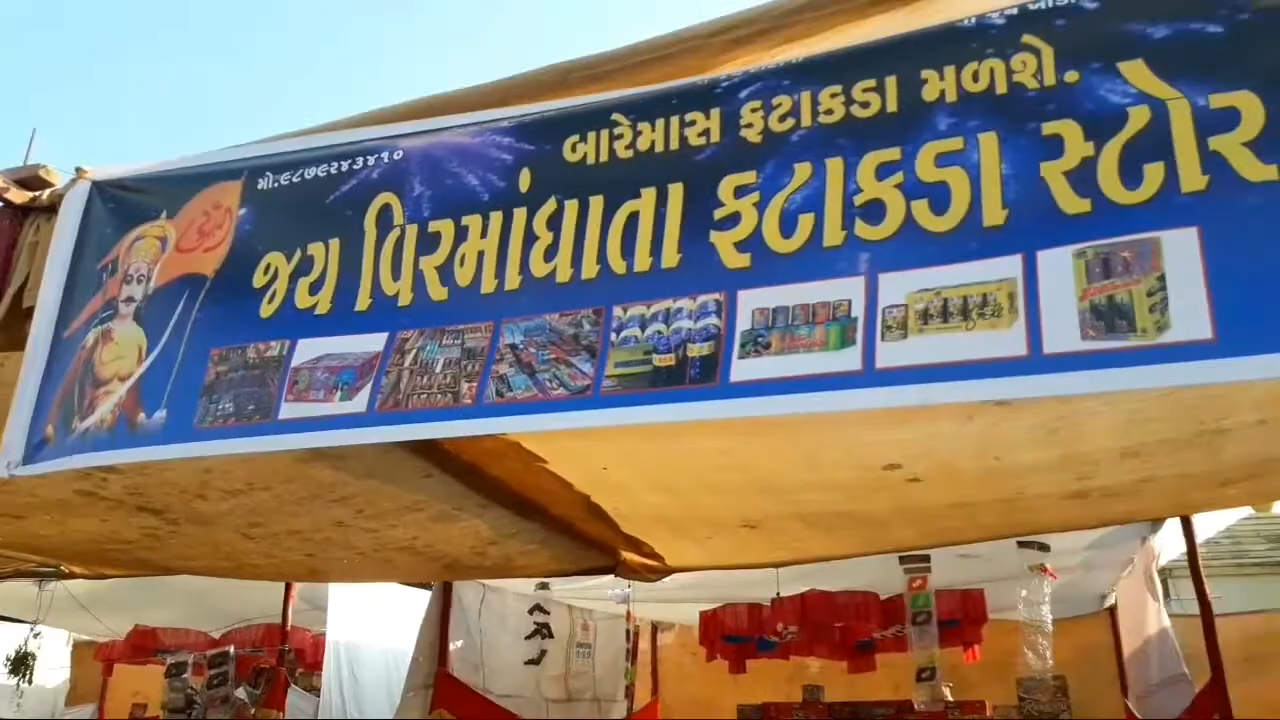 બારેમાસ ફટાકડા મળશે.
મો.૯૮૭૯૨૪૩૪૧૦
જય વિરમાંધાતા ફટાકડા સ્ટોર